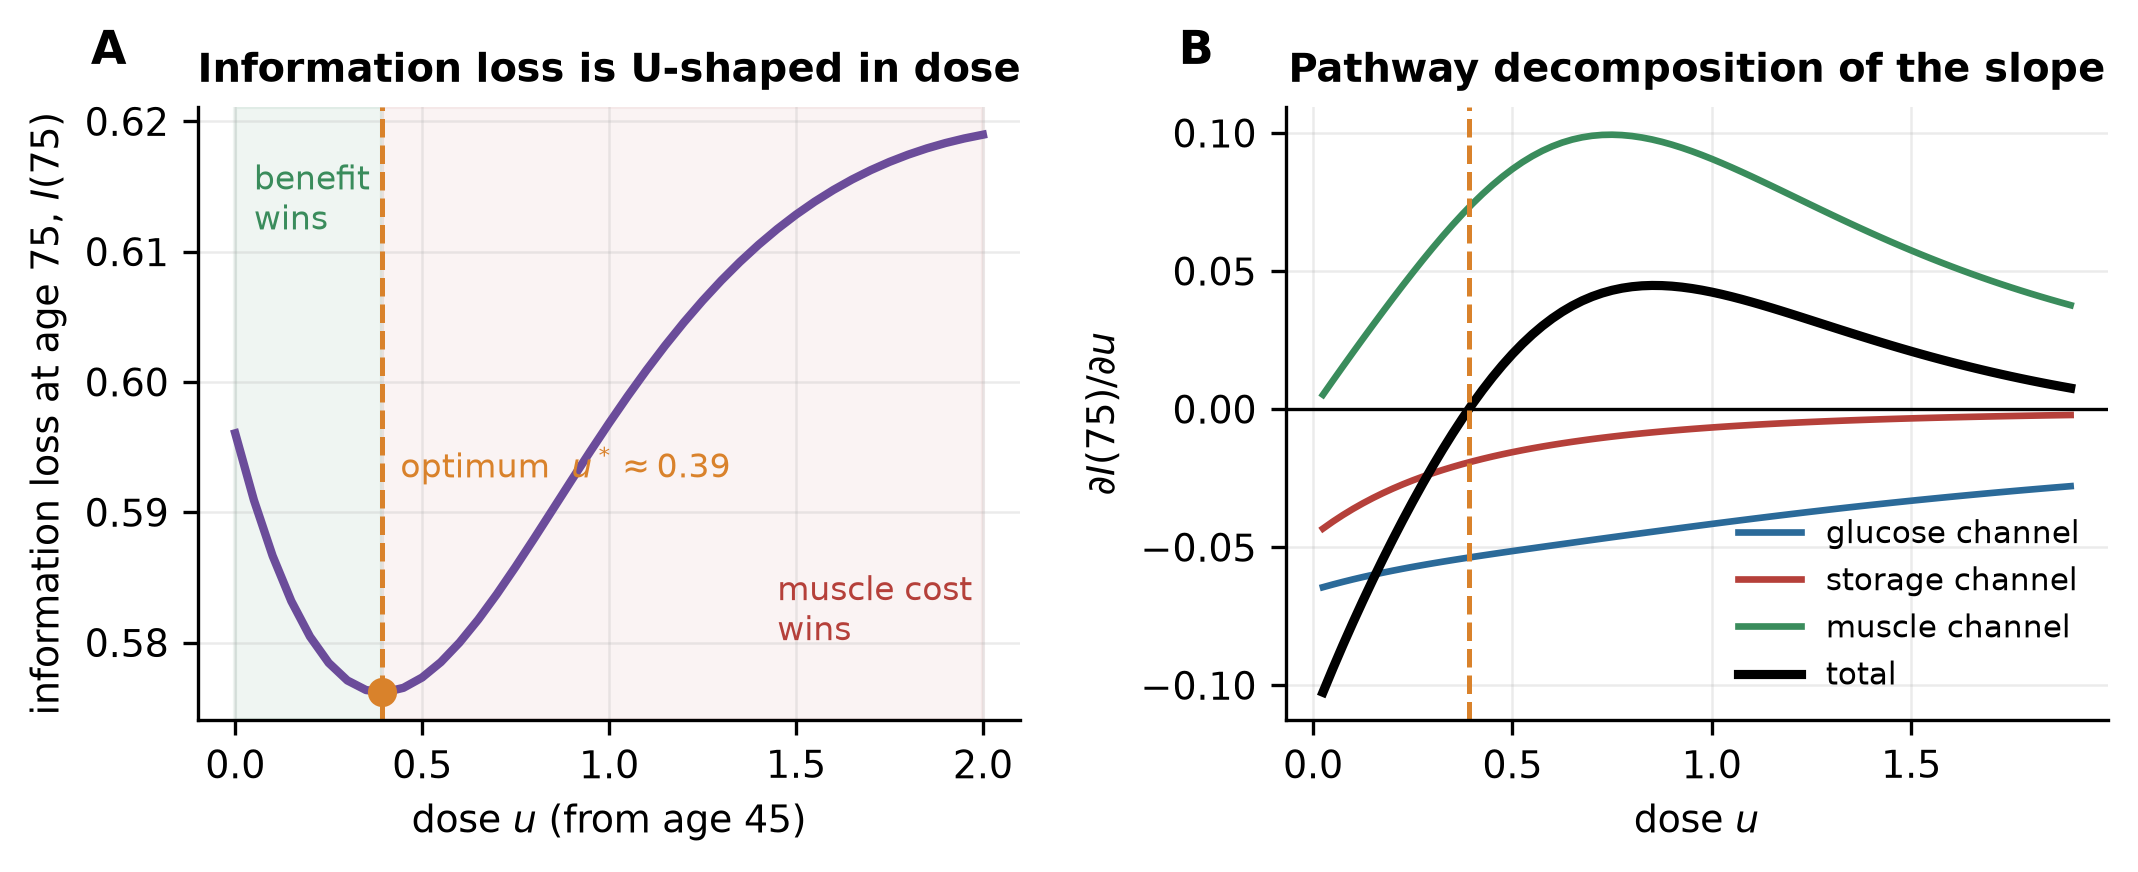 A
Information loss is U-shaped in dose
information loss at age 75, I(75)
0.62
0.61
0.60
0.59
0.58
benefit
wins
optimum u* ≈ 0.39
muscle cost
wins
0.0 0.5 1.0 1.5 2.0
dose u (from age 45)
B
Pathway decomposition of the slope
∂I(75)/∂u
0.10
0.05
0.00
−0.05
−0.10
glucose channel
storage channel
muscle channel
total
0.0 0.5 1.0 1.5
dose u